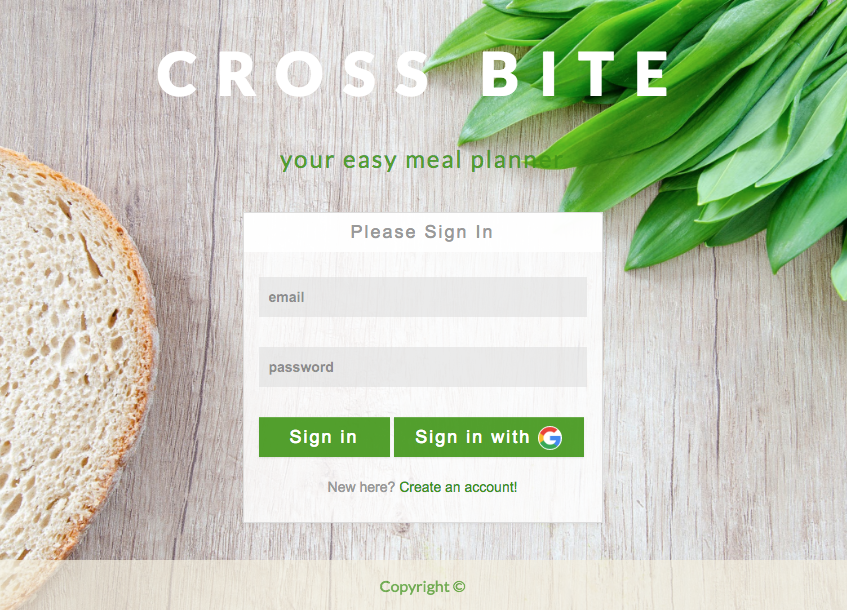 CROSS BITE
your easy meal planner
Please Sign In
email
password
Sign in
Sign in with G
New here? Create an account!
Copyright ©